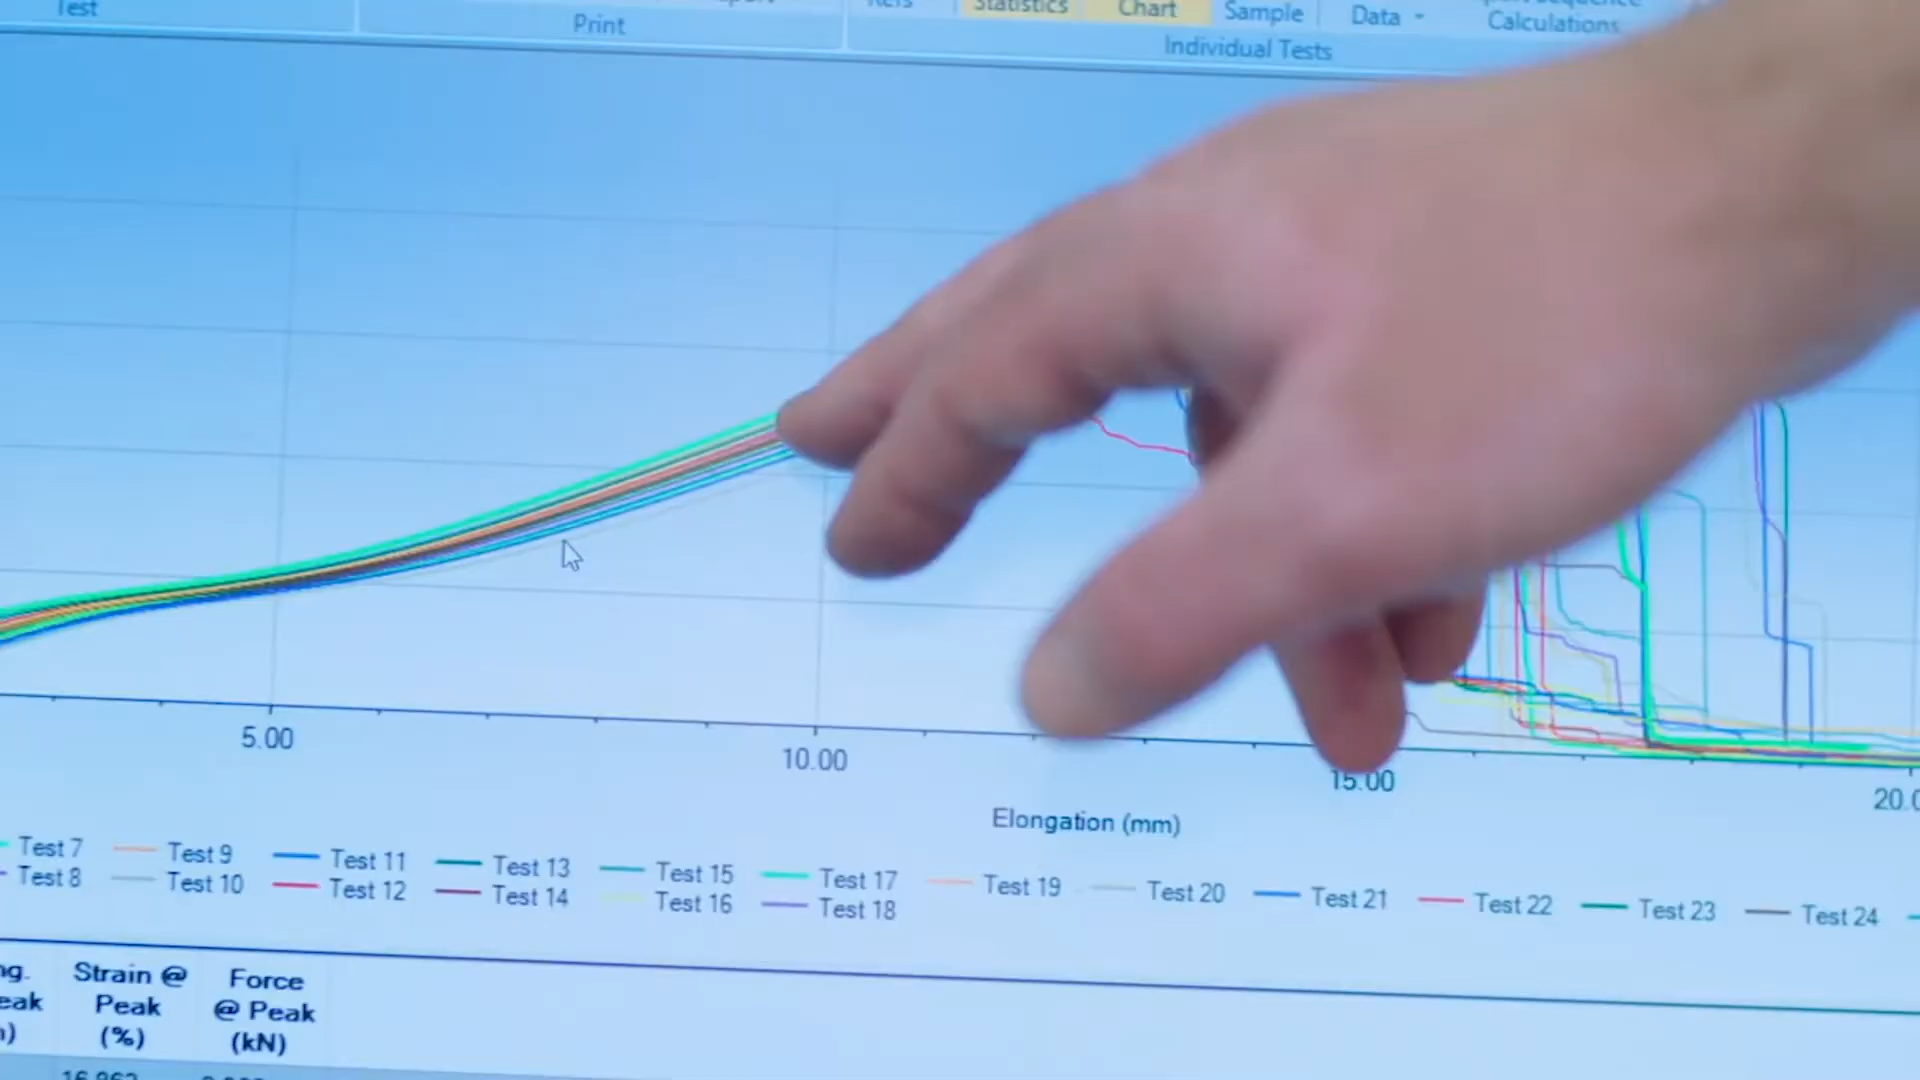 Test
Print
Statistics
Chart
Sample
Data
Calculations
Individual Tests
5.00
10.00
15.00
20.0
Elongation (mm)
Test 7 Test 9 Test 11 Test 13 Test 15 Test 17 Test 19 Test 20 Test 21 Test 22 Test 23 Test 24
Test 8 Test 10 Test 12 Test 14 Test 16 Test 18
Strain @ Force
Peak @ Peak
(%) (kN)